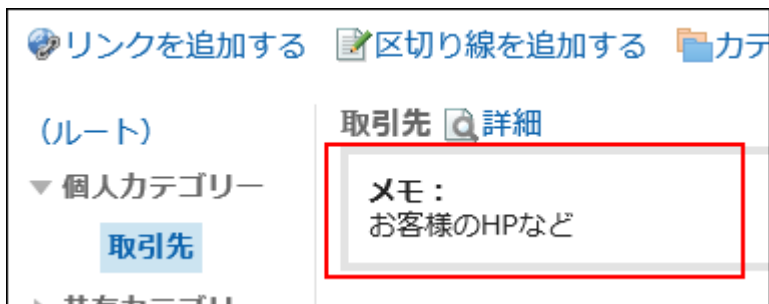 リンクを追加する 区切り線を追加する カテ
(ルート)
個人カテゴリー
取引先
取引先 詳細
メモ：
お客様のHPなど